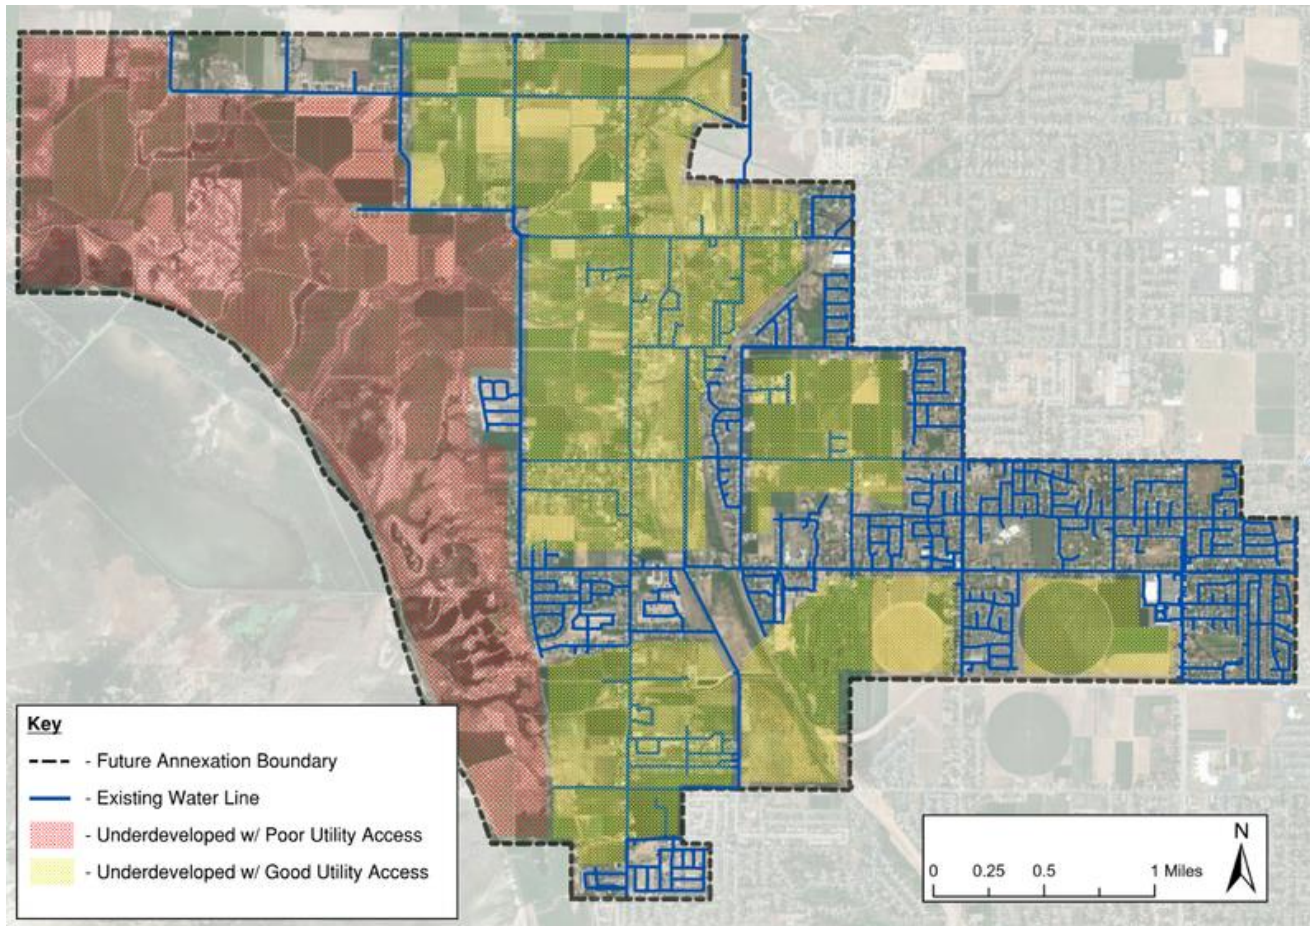 Key
- Future Annexation Boundary
- Existing Water Line
- Underdeveloped w/ Poor Utility Access
- Underdeveloped w/ Good Utility Access
N
0 0.25 0.5 1 Miles